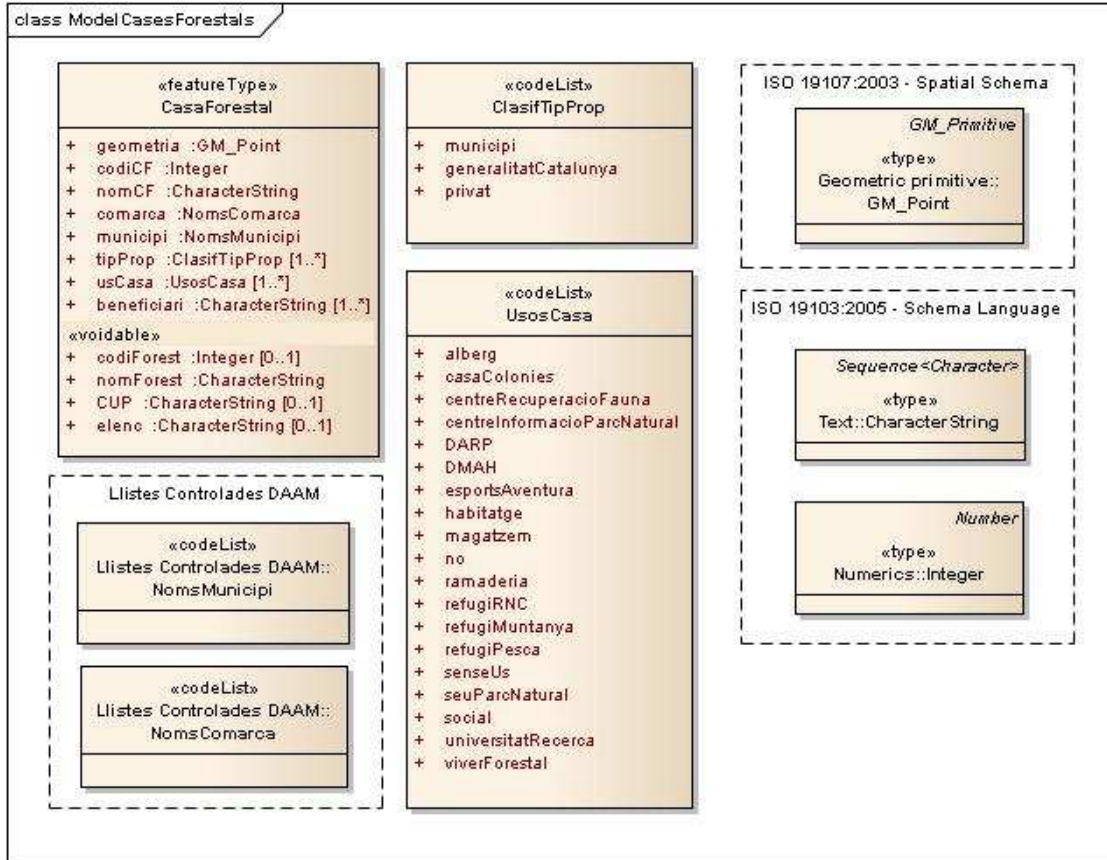 class ModelCasesForestals
«featureType»
CasaForestal
+ geometria :GM_Point
+ codiCF :Integer
+ nomCF :CharacterString
+ comarca :NomsComarca
+ municipi :NomsMunicipi
+ tipProp :ClasifTipProp [1..*]
+ usCasa :UsosCasa [1..*]
+ beneficiari :CharacterString [1..*]
«voidable»
+ codiForest :Integer [0..1]
+ nomForest :CharacterString
+ CUP :CharacterString [0..1]
+ elenc :CharacterString [0..1]
Llistes Controlades DAAM
«codeList»
Llistes Controlades DAAM::
NomsMunicipi
«codeList»
Llistes Controlades DAAM::
NomsComarca
«codeList»
ClasifTipProp
+ municipi
+ generalitatCatalunya
+ privat
«codeList»
UsosCasa
+ alberg
+ casaColonies
+ centreRecuperacioFauna
+ centreInformacioParcNatural
+ DARP
+ DMAH
+ esportsAventura
+ habitatge
+ magatzem
+ no
+ ramaderia
+ refugiRNC
+ refugiMuntanya
+ refugiPesca
+ senseUs
+ seuParcNatural
+ social
+ universitatRecerca
+ viverForestal
ISO 19107:2003 - Spatial Schema
GM_Primitive
«type»
Geometric primitive::
GM_Point
ISO 19103:2005 - Schema Language
Sequence<Character>
«type»
Text::CharacterString
Number
«type»
Numerics::Integer